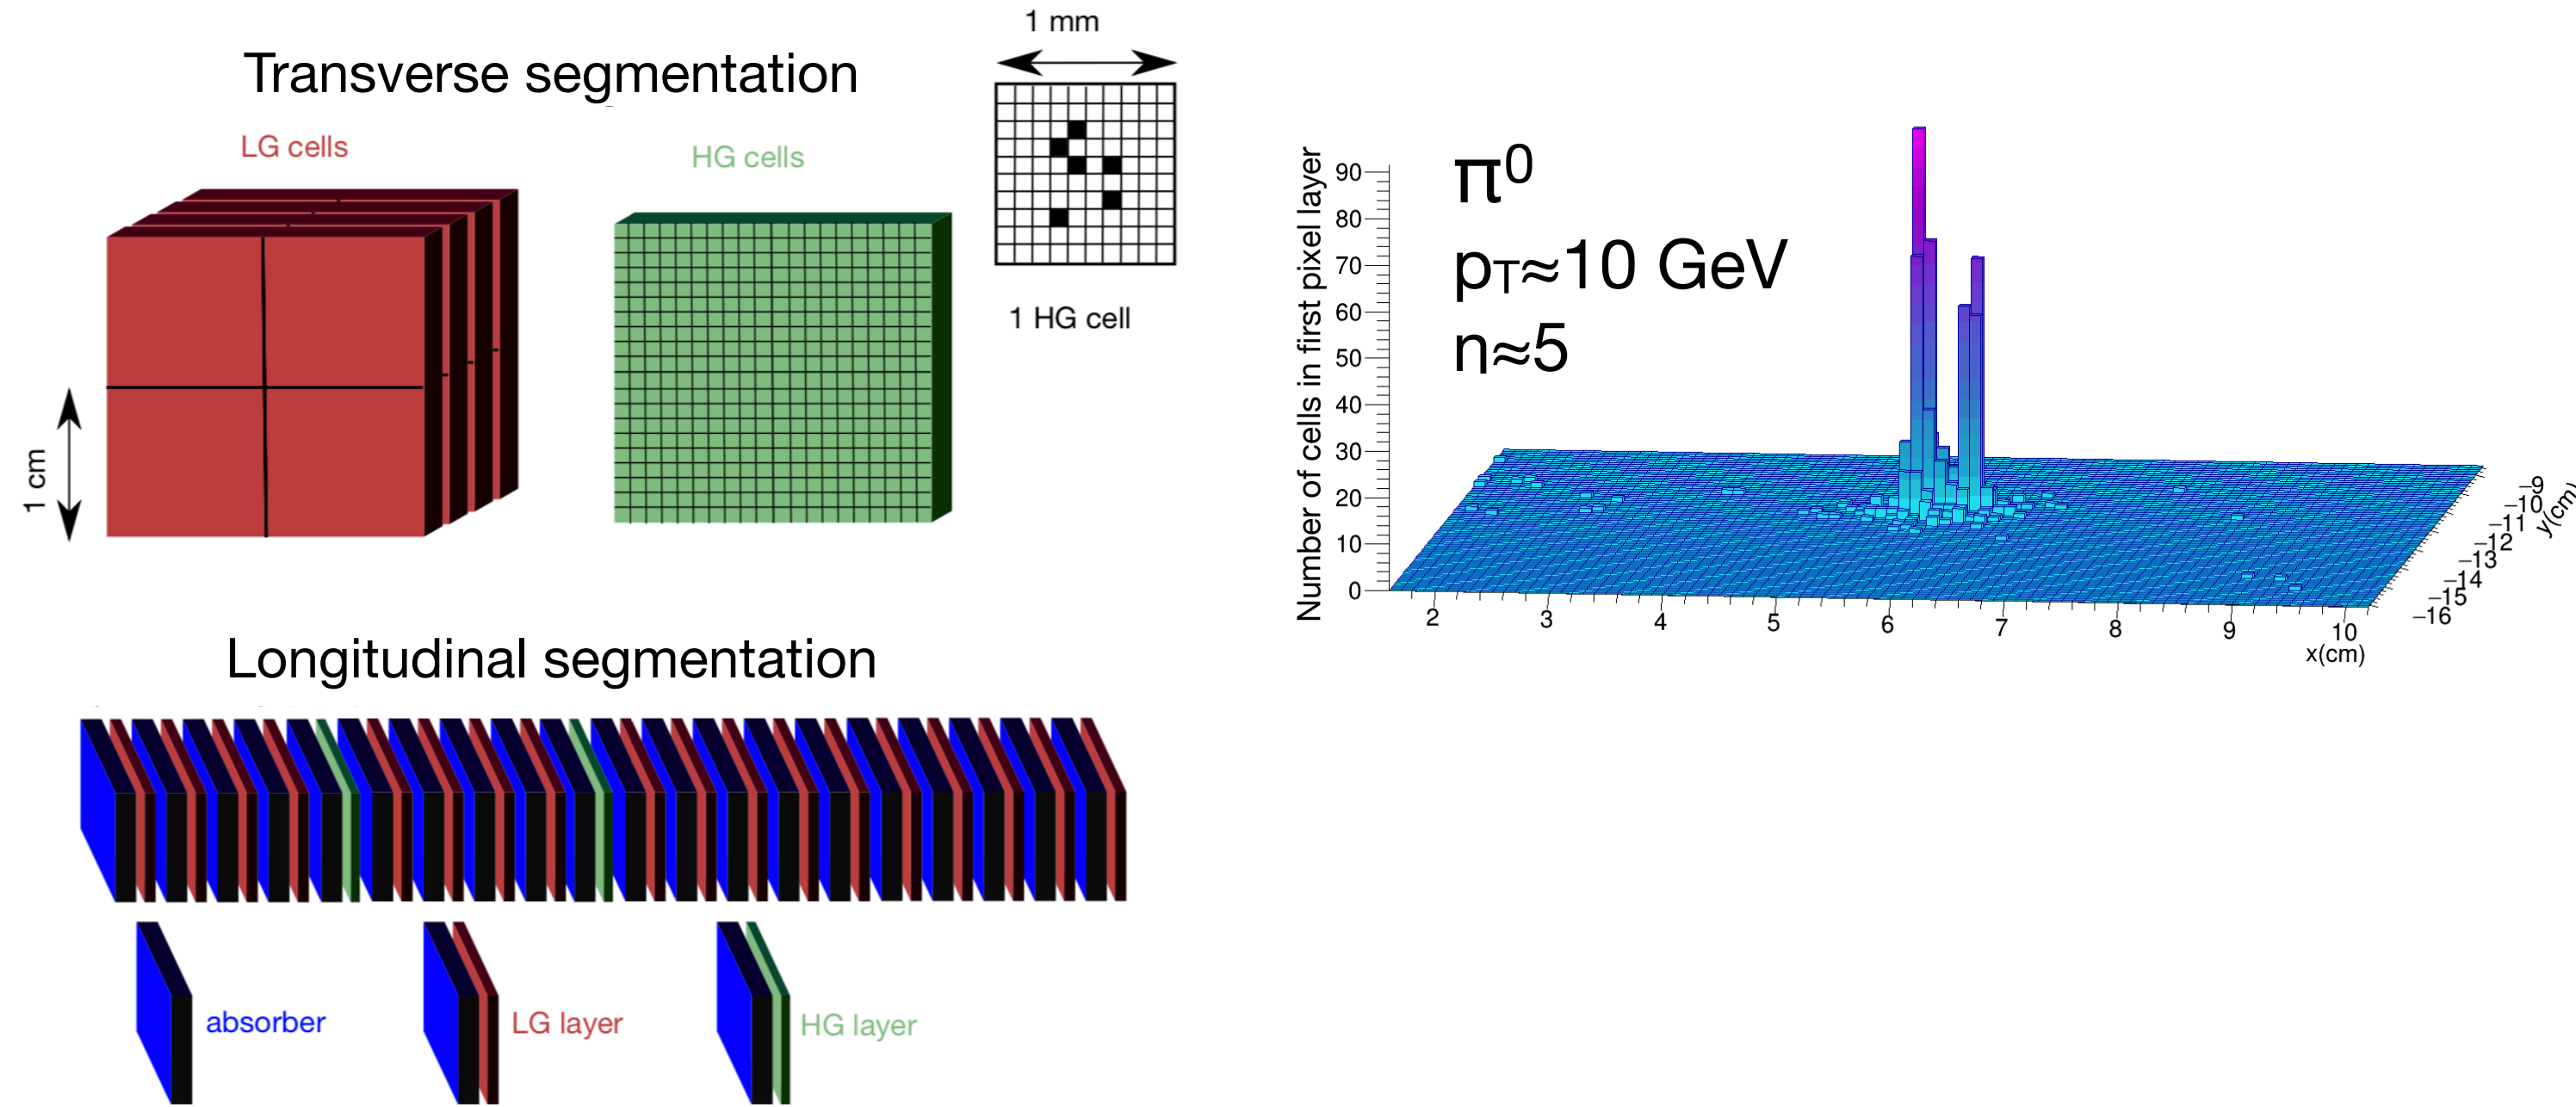 Transverse segmentation
LG cells
HG cells
1 mm
1 HG cell
1 cm
Longitudinal segmentation
absorber
LG layer
HG layer
Number of cells in first pixel layer
90
80
70
60
50
40
30
20
10
0
π⁰
pT≈10 GeV
η≈5
2
3
4
5
6
7
8
9
10
x(cm)
−9
−10
−11
−12
−13
−14
−15
−16
y(cm)